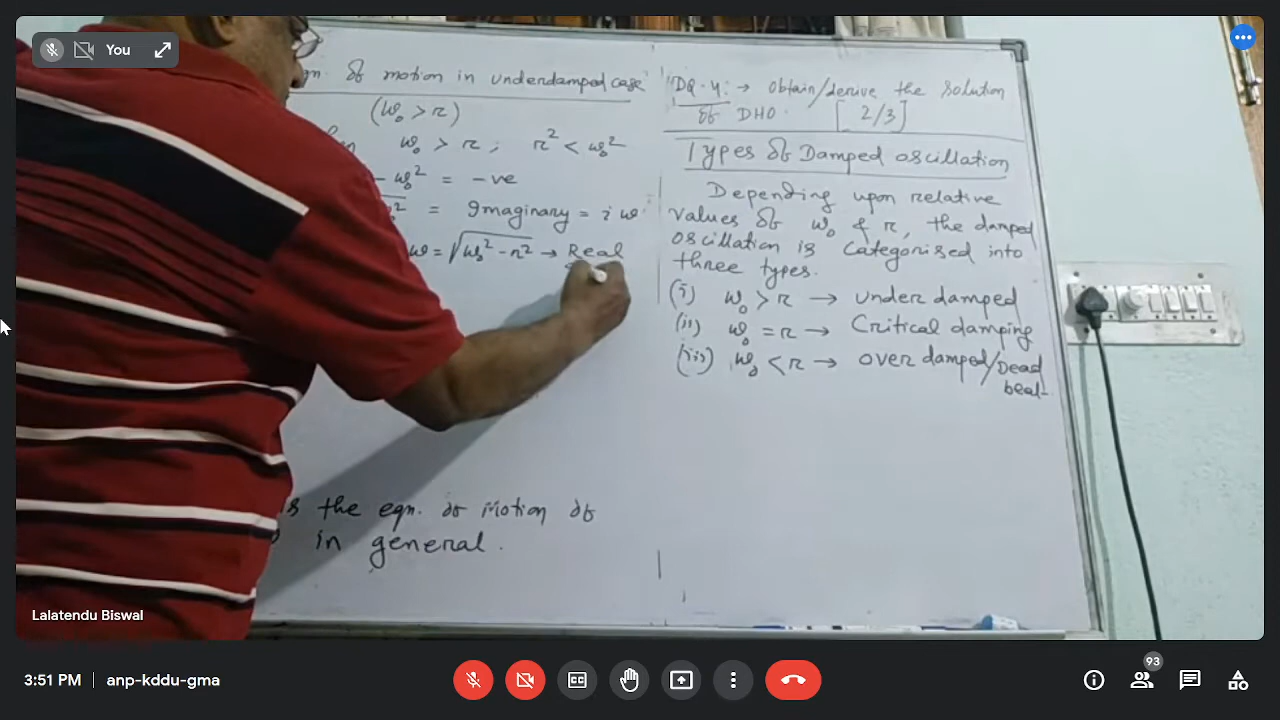 You
n. of motion in underdamped case
(ω₀ > r)
ω₀ > r ; r² < ω₀²
- ω₀² = -ve
= Imaginary = i ω
ω = √ω₀² - r² → Real
is the eqn. of Motion of
in general.
DQ-4: → Obtain/derive the solution
of DHO. [2/3]
Types of Damped oscillation
Depending upon relative
values of ω₀ & r, the damped
oscillation is categorised into
three types.
(i) ω₀ > r → under damped
(ii) ω₀ = r → Critical damping
(iii) ω₀ < r → over damped/Dead
beat
Lalatendu Biswal
3:51 PM | anp-kddu-gma
CC
93